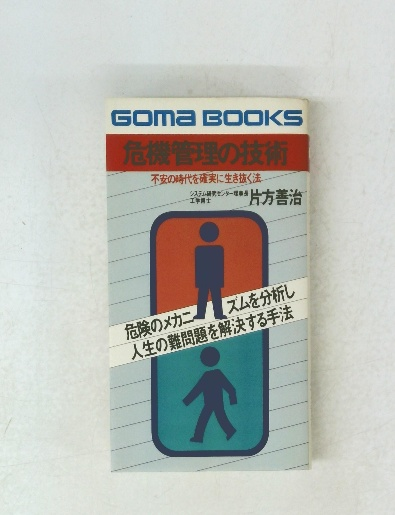 GOMA BOOKS
危機管理の技術
不安の時代を確実に生き抜く法
システム研究センター理事長
工学博士
片方善治
危険のメカニズムを分析し
人生の難問題を解決する手法